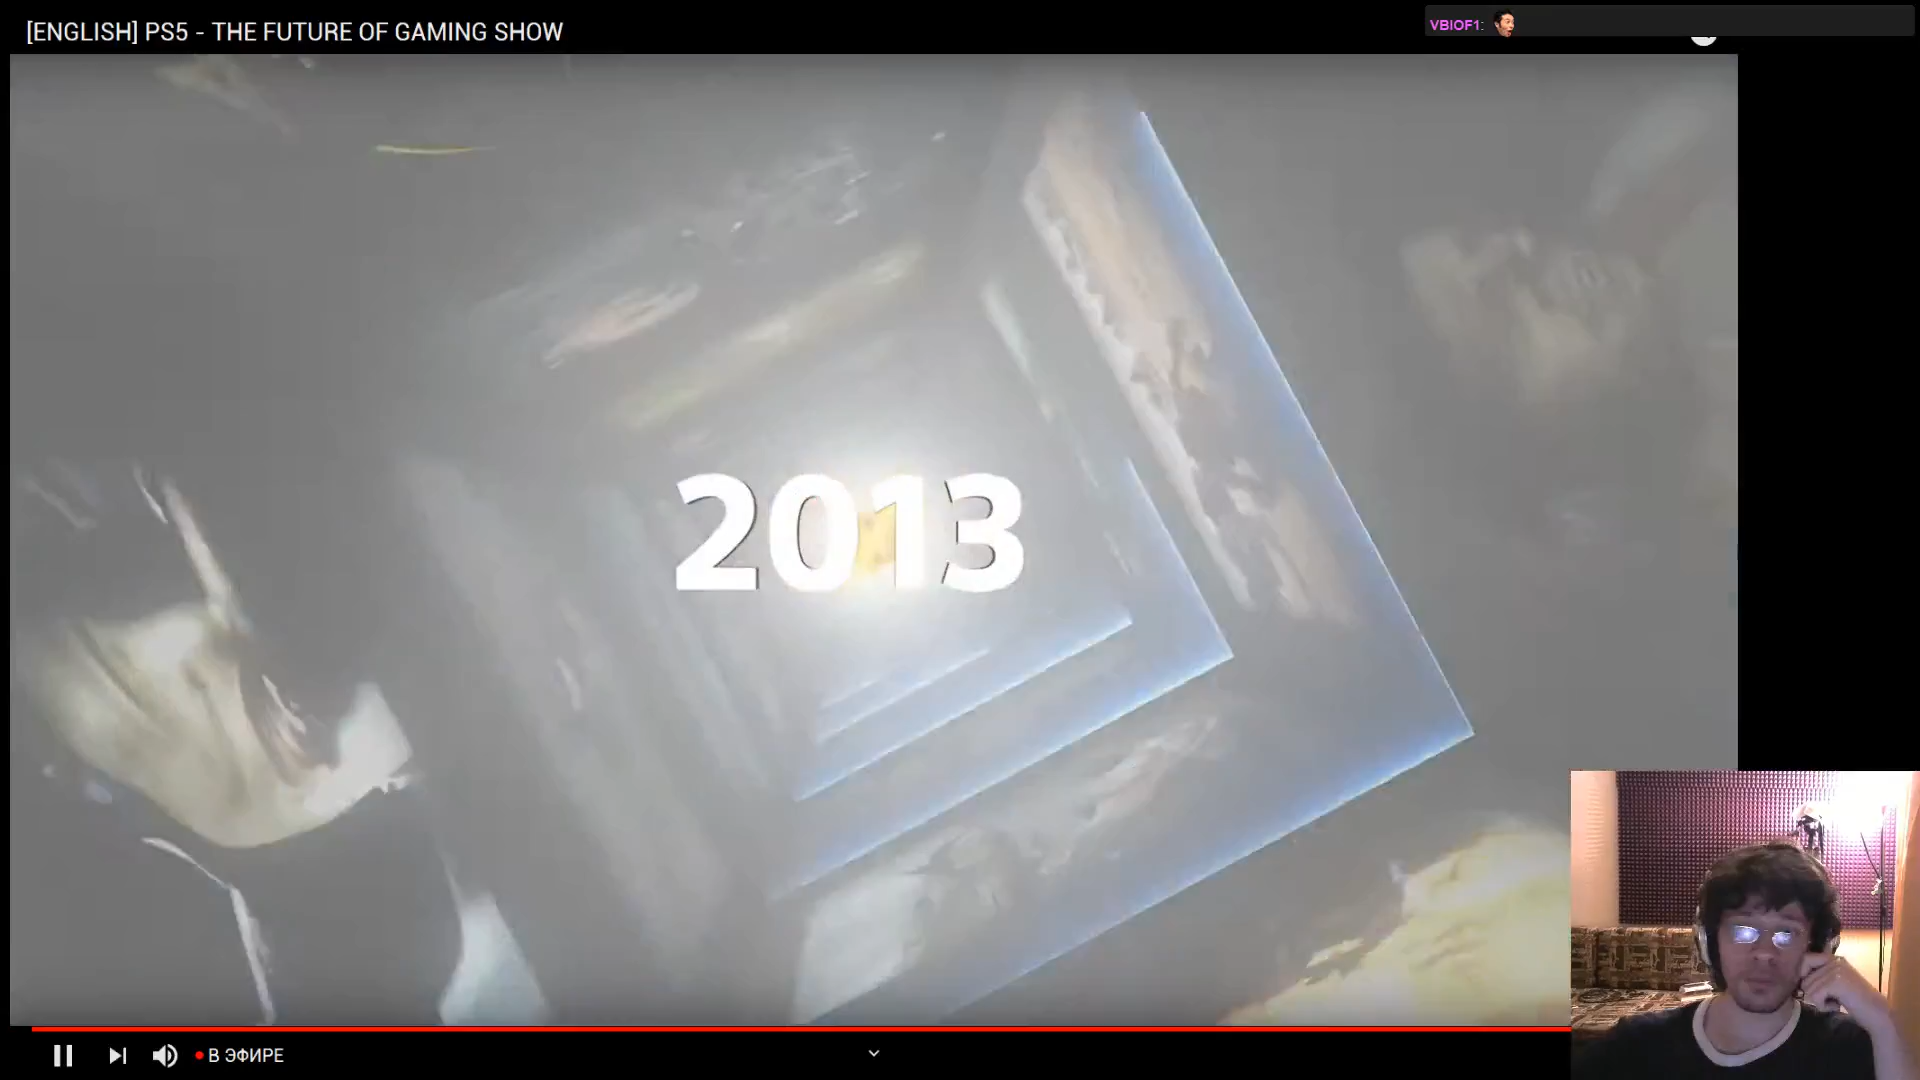 [ENGLISH] PS5 - THE FUTURE OF GAMING SHOW
VBIOF1:
2013
В ЭФИРЕ